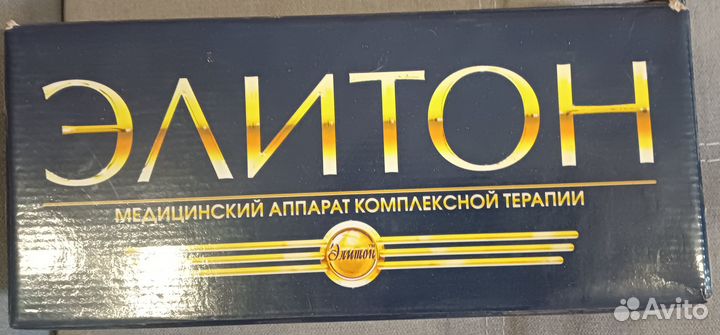 ЭЛИТОН
МЕДИЦИНСКИЙ АППАРАТ КОМПЛЕКСНОЙ ТЕРАПИИ
Элитон
Avito